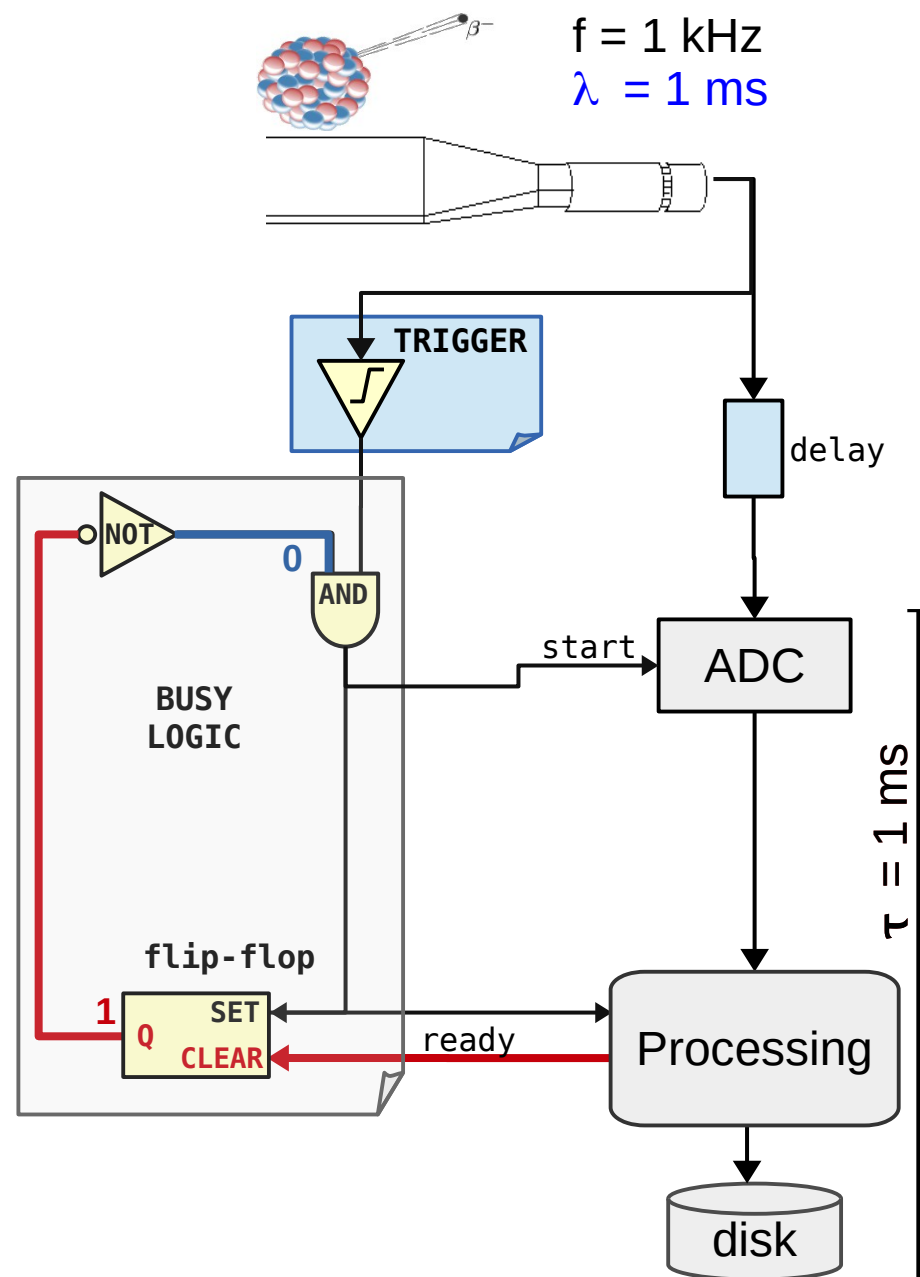 β⁻
f = 1 kHz
λ = 1 ms
TRIGGER
delay
NOT
0
AND
start
ADC
BUSY
LOGIC
τ = 1 ms
flip-flop
1
SET
Q
CLEAR
ready
Processing
disk